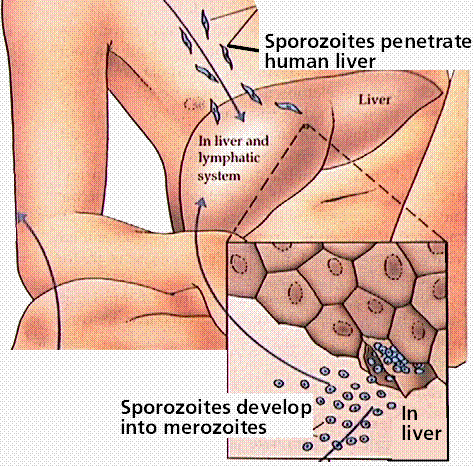 Sporozoites penetrate
human liver
Liver
In liver and
lymphatic
system
Sporozoites develop
into merozoites
In
liver